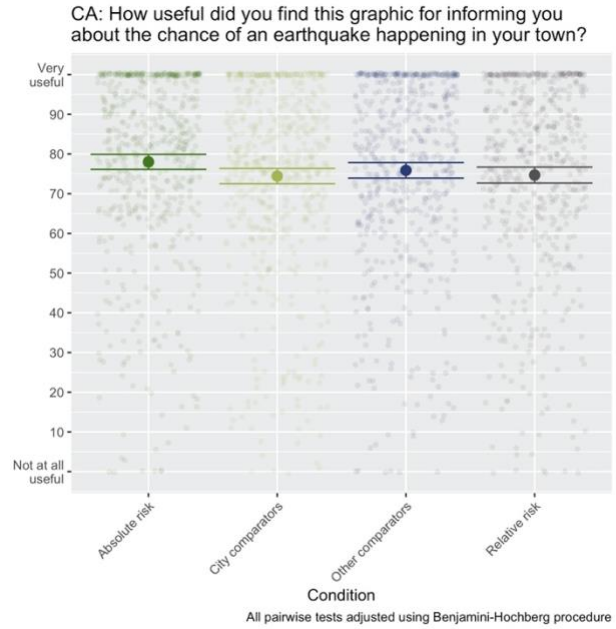 CA: How useful did you find this graphic for informing you
about the chance of an earthquake happening in your town?
Very
useful
90
80
70
60
50
40
30
20
10
Not at all
useful
Absolute risk
City comparators
Other comparators
Relative risk
Condition
All pairwise tests adjusted using Benjamini-Hochberg procedure